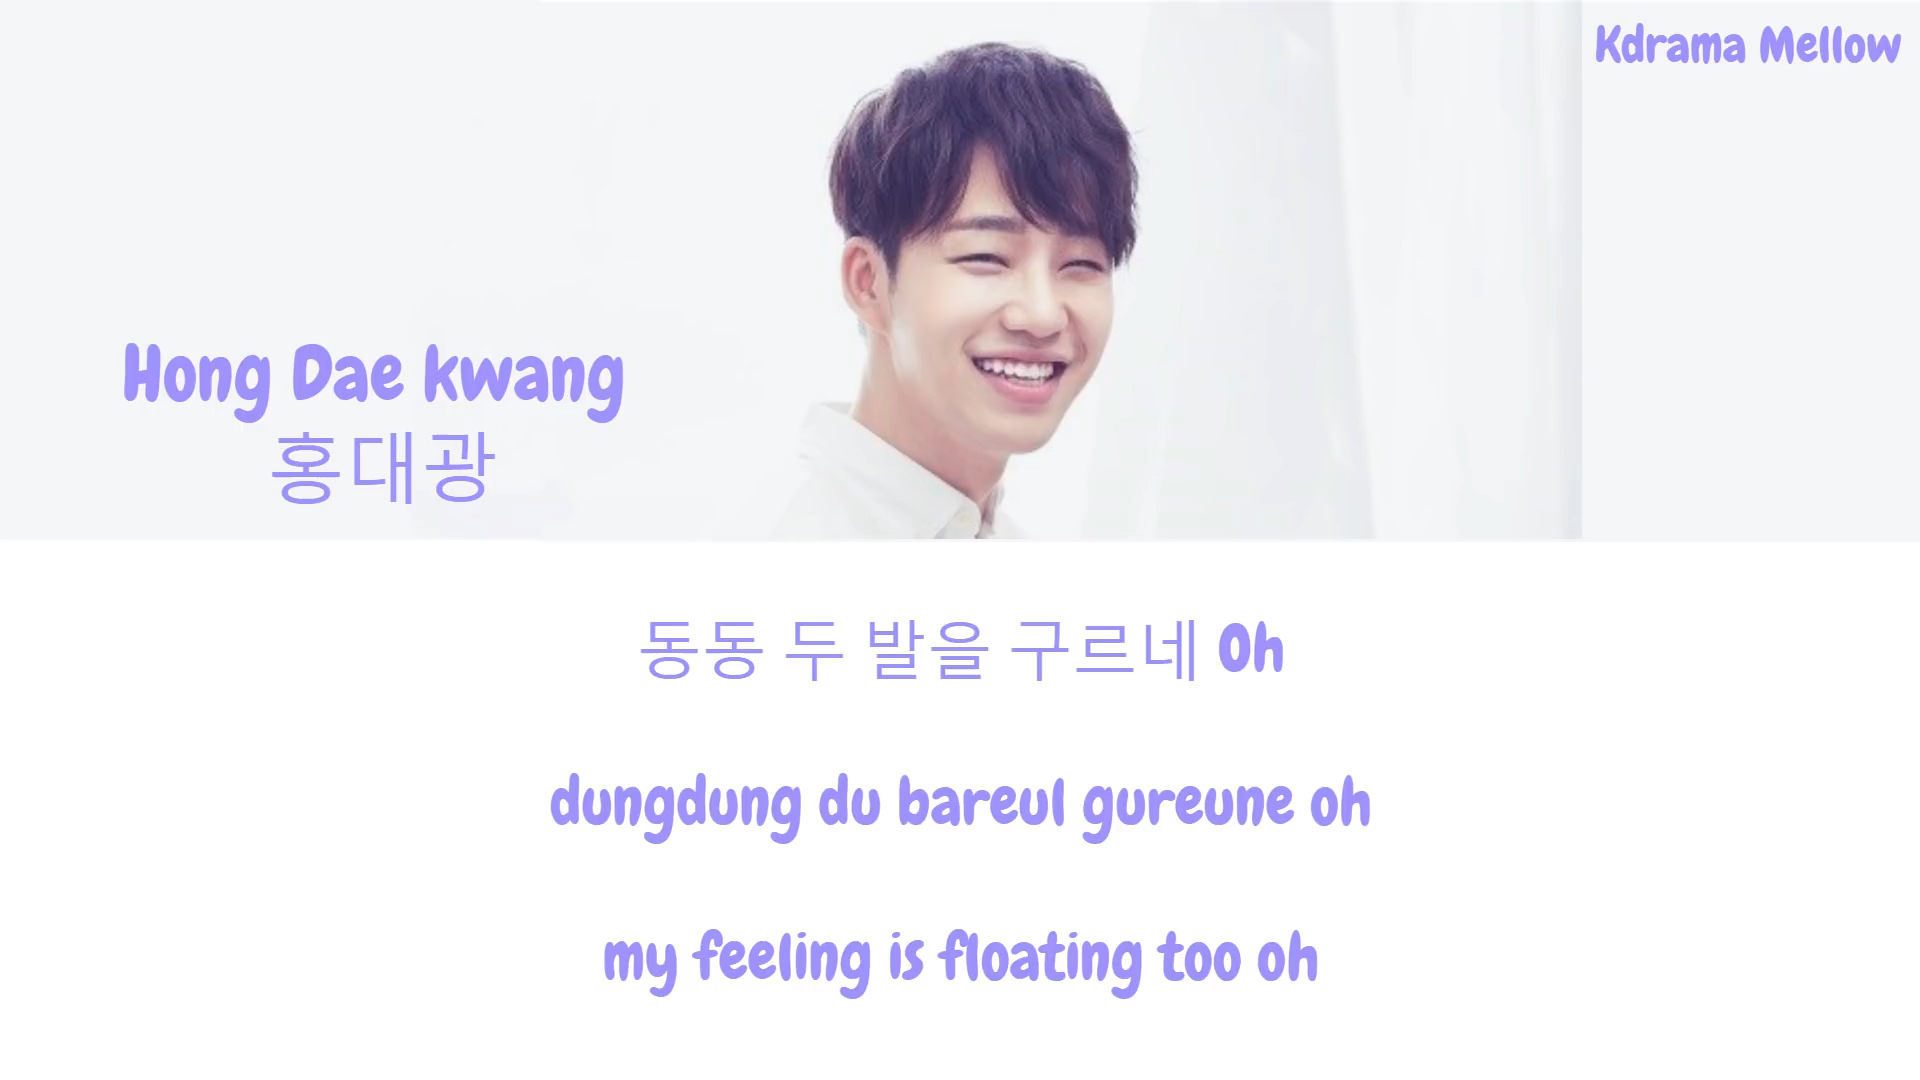 Kdrama Mellow
Hong Dae kwang
홍대광
동동 두 발을 구르네 Oh
dungdung du bareul gureune oh
my feeling is floating too oh